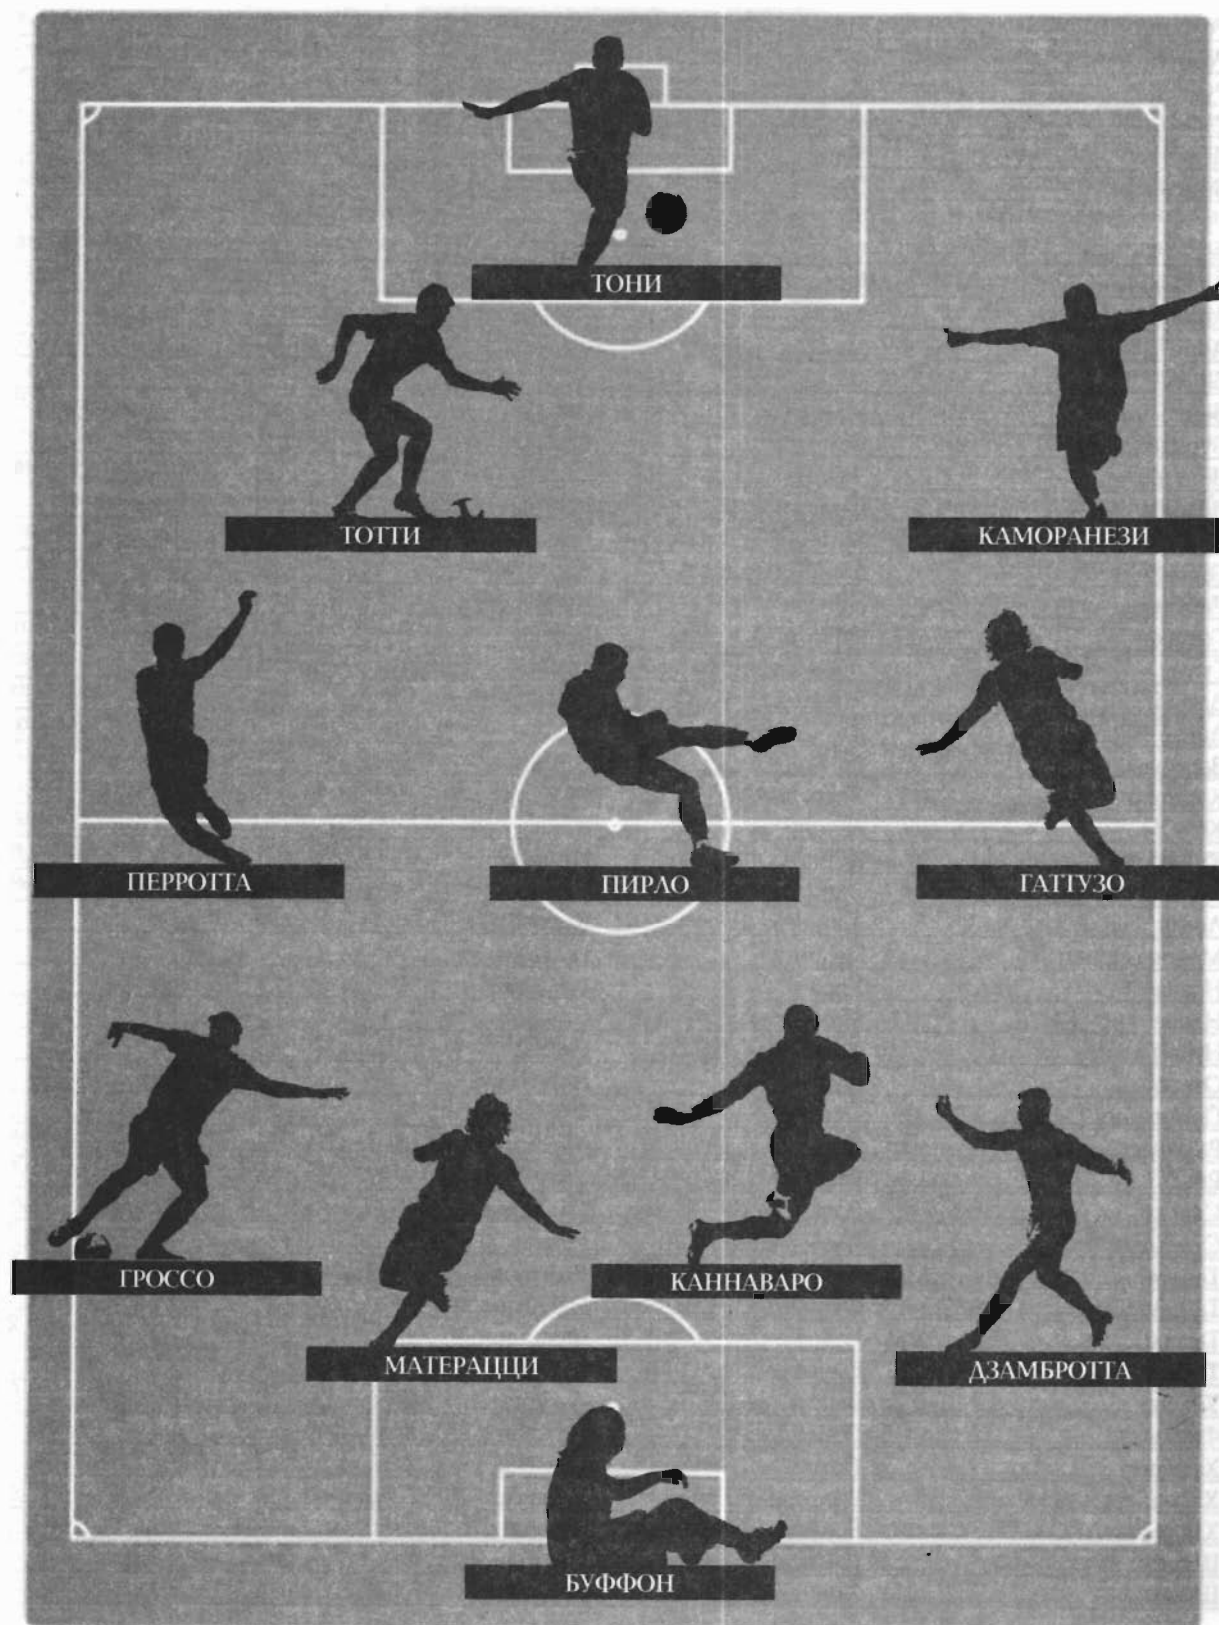 ТОНИ
ТОТТИ
КАМОРАНЕЗИ
ПЕРРОТТА
ПИРЛО
ГАТТУЗО
ГРОССО
КАННАВАРО
МАТЕРАЦЦИ
ДЗАМБРОТТА
БУФФОН